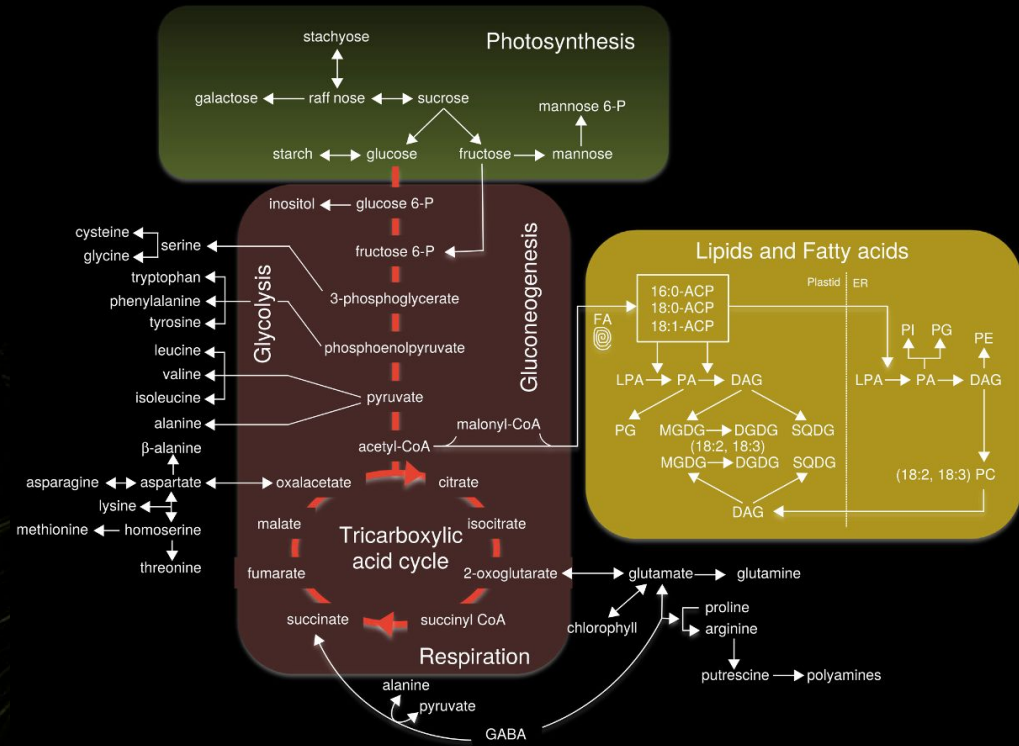 stachyose
Photosynthesis
galactose
raff nose
sucrose
mannose 6-P
starch
glucose
fructose
mannose
inositol
glucose 6-P
fructose 6-P
3-phosphoglycerate
phosphoenolpyruvate
pyruvate
acetyl-CoA
malonyl-CoA
Glycolysis
Gluconeogenesis
cysteine
serine
glycine
tryptophan
phenylalanine
tyrosine
leucine
valine
isoleucine
alanine
β-alanine
asparagine
aspartate
lysine
methionine
homoserine
threonine
oxalacetate
citrate
malate
isocitrate
Tricarboxylic
acid cycle
fumarate
2-oxoglutarate
succinate
succinyl CoA
Respiration
Lipids and Fatty acids
Plastid
ER
16:0-ACP
18:0-ACP
18:1-ACP
FA
PI
PG
PE
LPA
PA
DAG
LPA
PA
DAG
PG
MGDG
DGDG
SQDG
(18:2, 18:3)
MGDG
DGDG
SQDG
(18:2, 18:3) PC
DAG
glutamate
glutamine
chlorophyll
proline
arginine
putrescine
polyamines
alanine
pyruvate
GABA